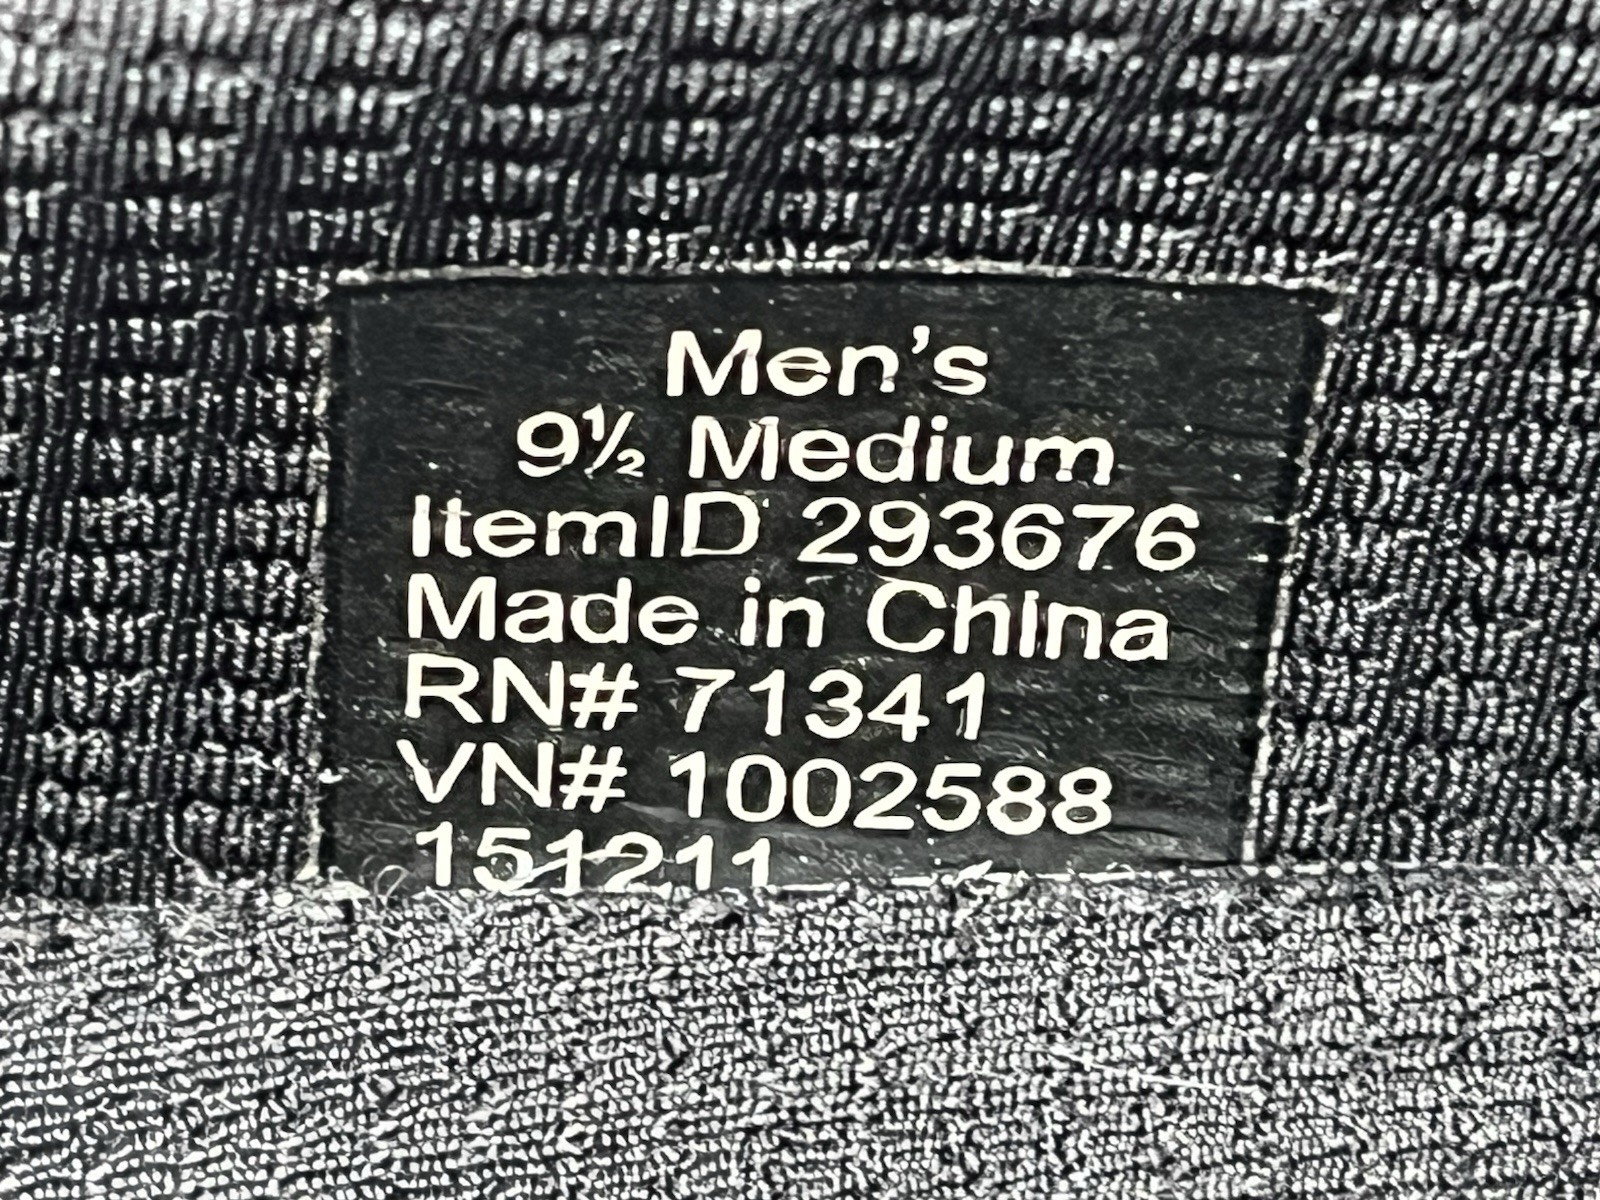 Men's
9½ Medium
ItemID 293676
Made in China
RN# 71341
VN# 1002588
151211